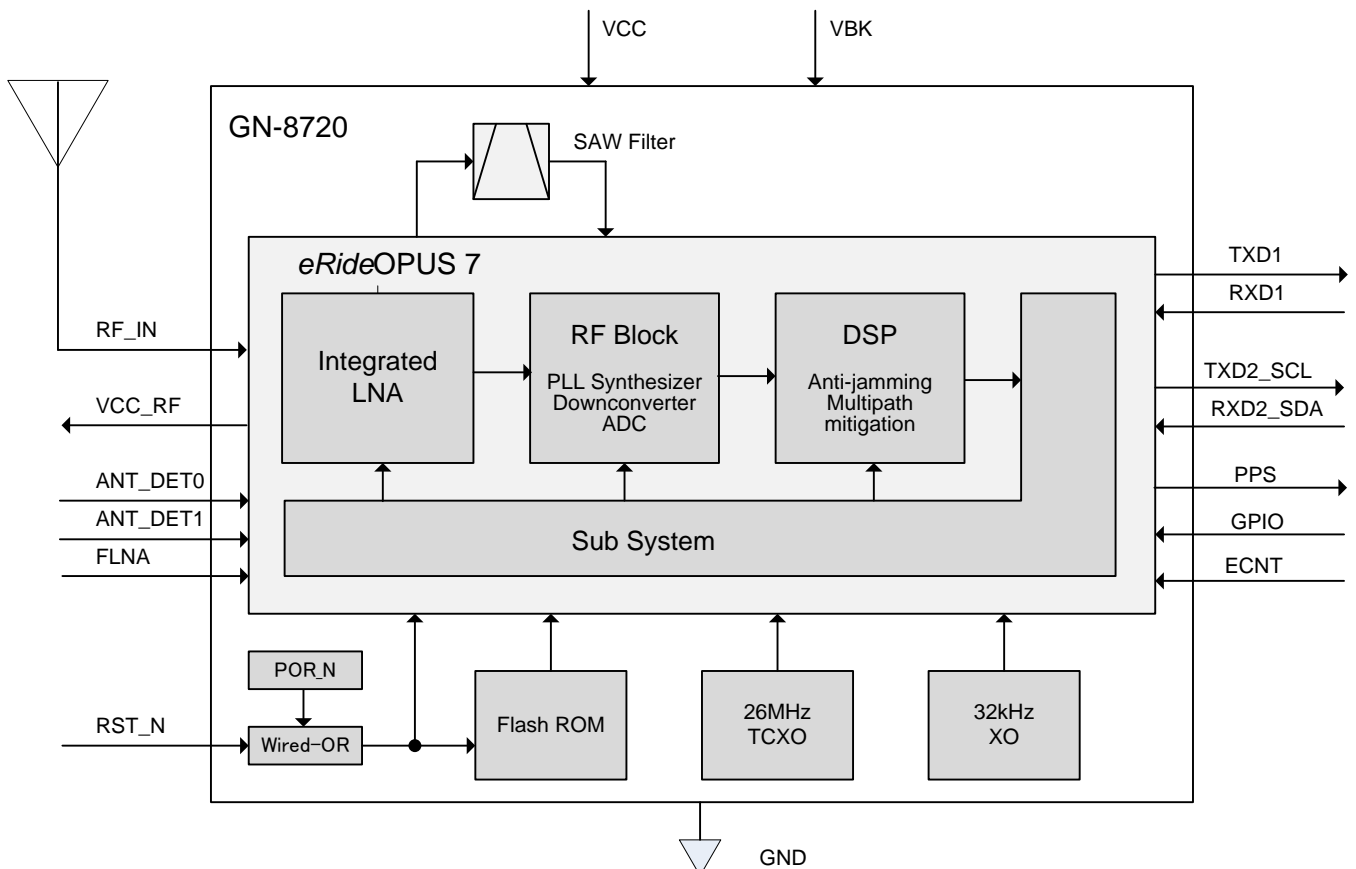 VCC
VBK
GN-8720
SAW Filter
eRideOPUS 7
Integrated
LNA
RF Block
PLL Synthesizer
Downconverter
ADC
DSP
Anti-jamming
Multipath
mitigation
Sub System
RF_IN
VCC_RF
ANT_DET0
ANT_DET1
FLNA
RST_N
TXD1
RXD1
TXD2_SCL
RXD2_SDA
PPS
GPIO
ECNT
POR_N
Wired-OR
Flash ROM
26MHz
TCXO
32kHz
XO
GND